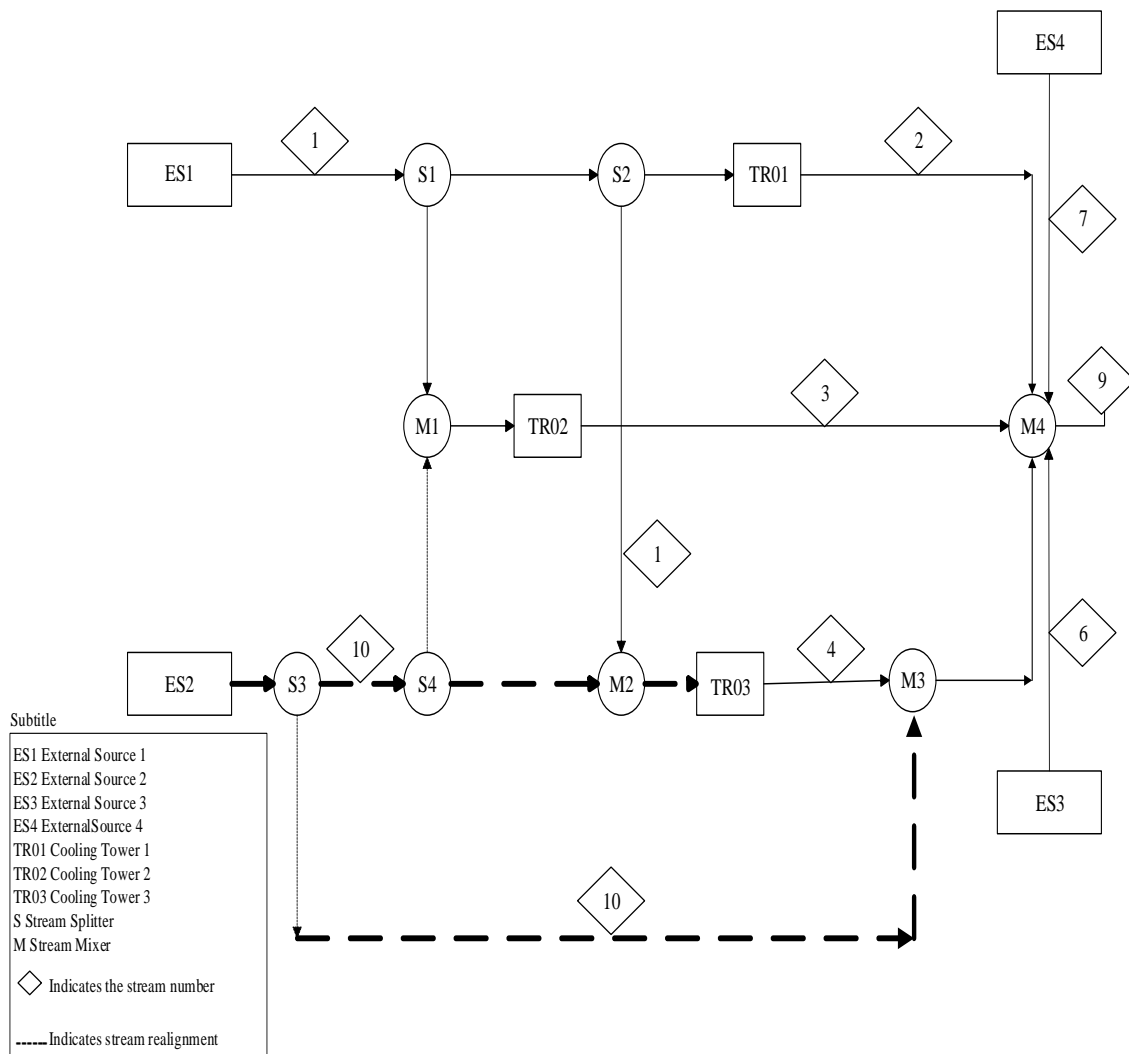 ES4
1
2
ES1
S1
S2
TR01
7
9
3
M1
TR02
M4
1
10
4
6
ES2
S3
S4
M2
TR03
M3
Subtitle
ES1 External Source 1
ES2 External Source 2
ES3 External Source 3
ES4 ExternalSource 4
TR01 Cooling Tower 1
TR02 Cooling Tower 2
TR03 Cooling Tower 3
S Stream Splitter
M Stream Mixer
Indicates the stream number
Indicates stream realignment
ES3
10